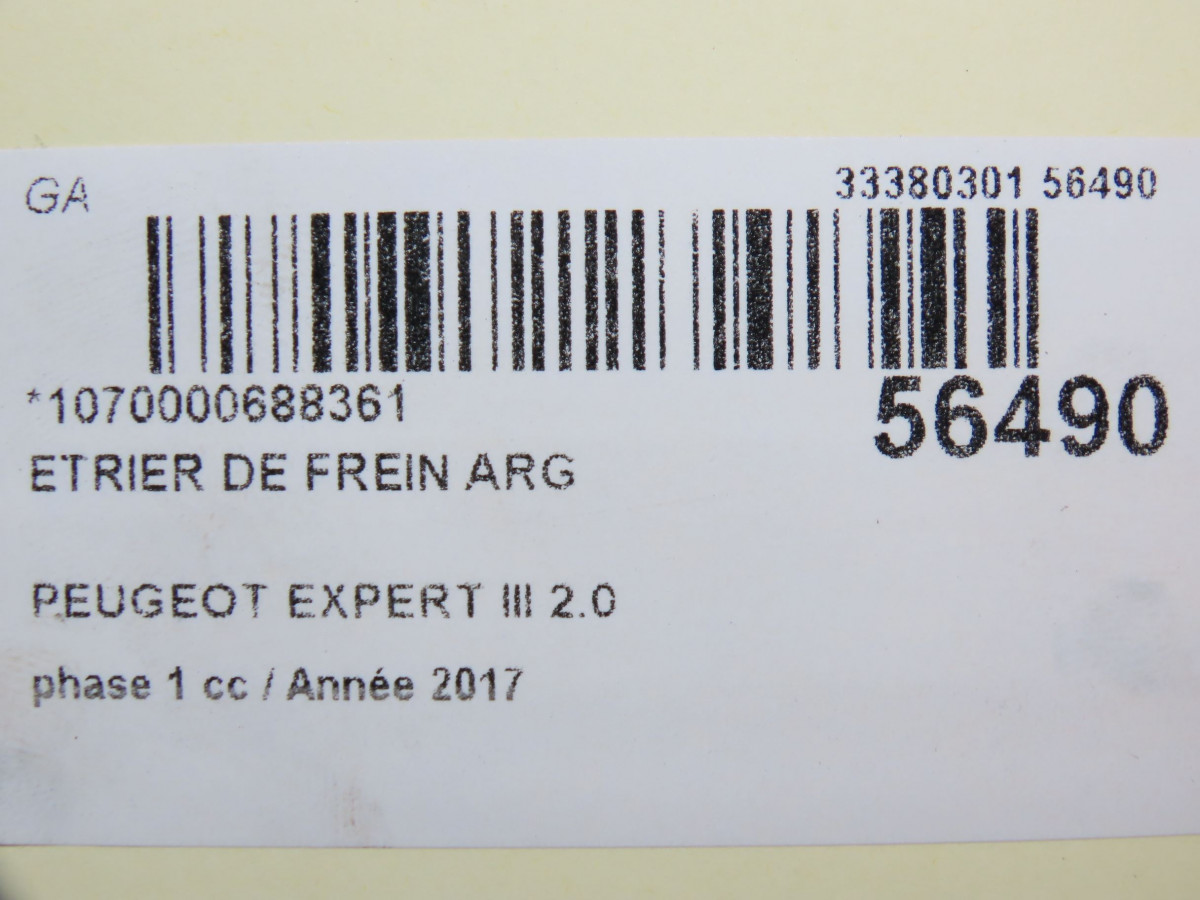 GA
33380301 56490
*1070000688361
56490
ETRIER DE FREIN ARG
PEUGEOT EXPERT III 2.0
phase 1 cc / Année 2017